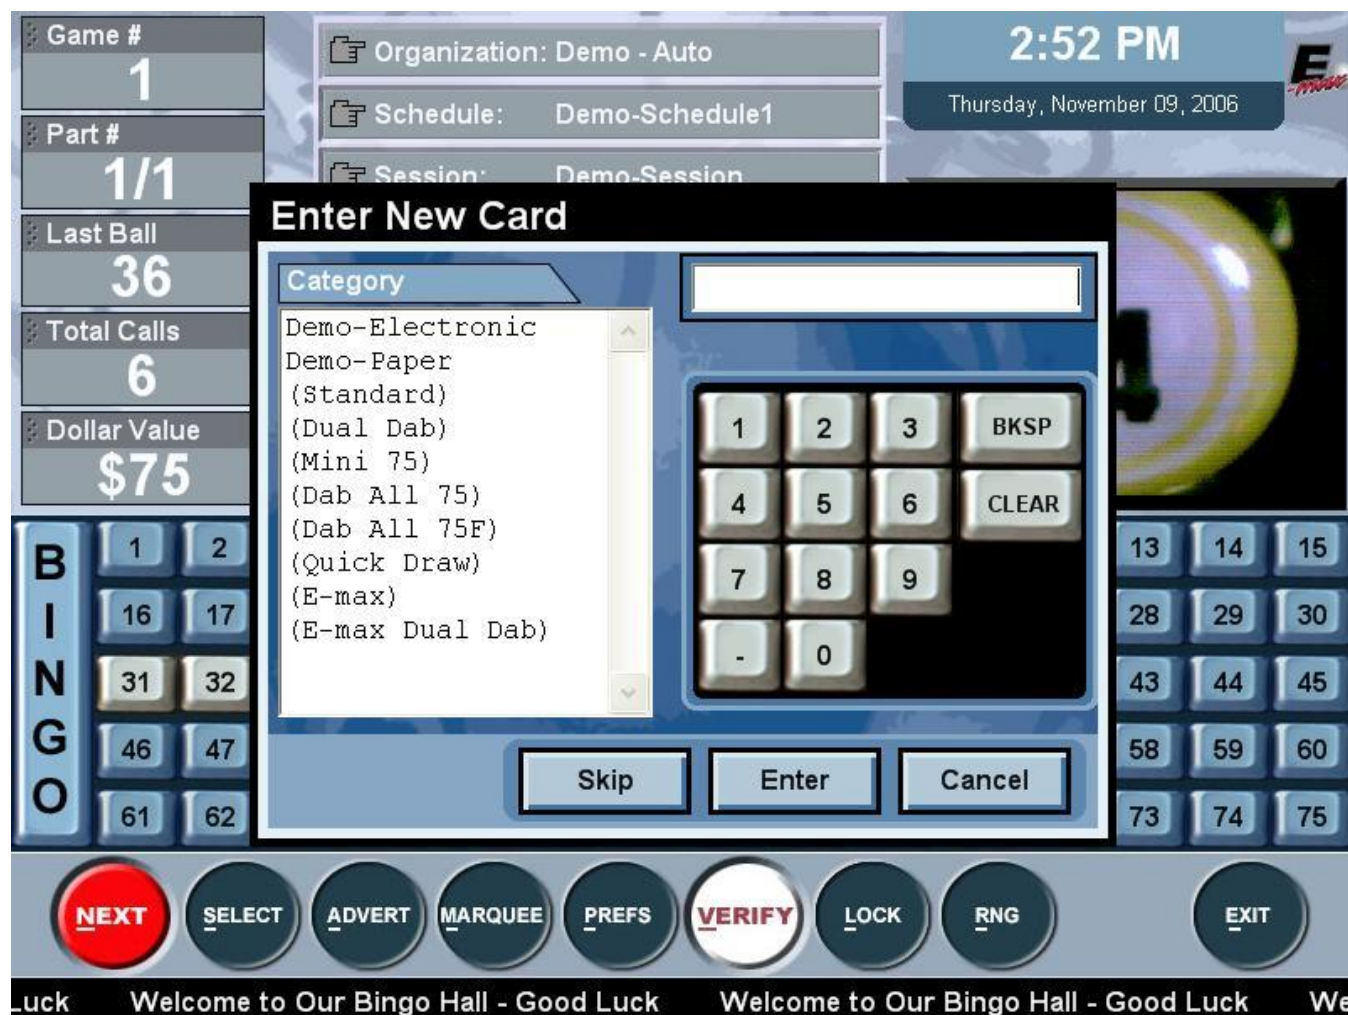 Game #
1
Part #
1/1
Last Ball
36
Total Calls
6
Dollar Value
$75
Organization: Demo - Auto
Schedule: Demo-Schedule1
Session: Demo-Session
2:52 PM
Thursday, November 09, 2006
E
-max
Enter New Card
Category
Demo-Electronic
Demo-Paper
(Standard)
(Dual Dab)
(Mini 75)
(Dab All 75)
(Dab All 75F)
(Quick Draw)
(E-max)
(E-max Dual Dab)
1 2 3 BKSP
4 5 6 CLEAR
7 8 9
- 0
Skip Enter Cancel
4
B 1 2 13 14 15
I 16 17 28 29 30
N 31 32 43 44 45
G 46 47 58 59 60
O 61 62 73 74 75
NEXT SELECT ADVERT MARQUEE PREFS VERIFY LOCK RNG EXIT
Luck Welcome to Our Bingo Hall - Good Luck Welcome to Our Bingo Hall - Good Luck We